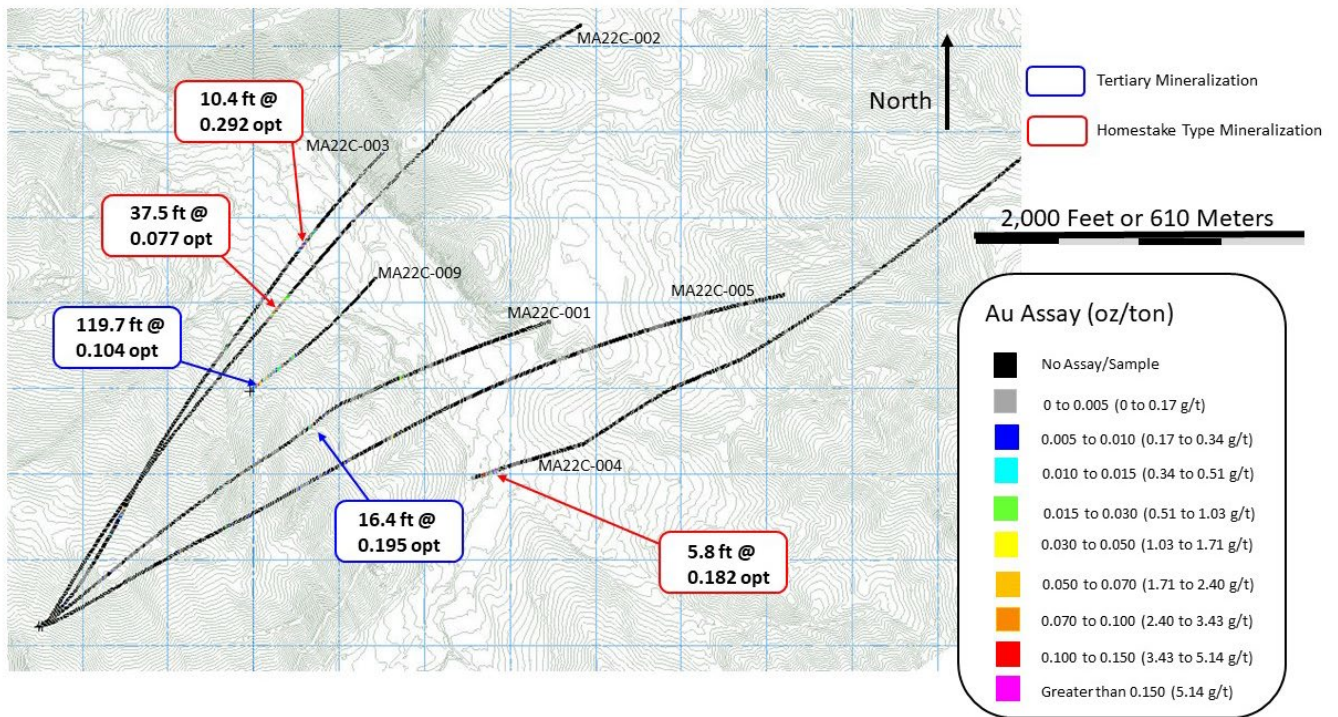 MA22C-002
10.4 ft @
0.292 opt
North
Tertiary Mineralization
Homestake Type Mineralization
MA22C-003
37.5 ft @
0.077 opt
2,000 Feet or 610 Meters
MA22C-009
MA22C-005
MA22C-001
119.7 ft @
0.104 opt
MA22C-004
16.4 ft @
0.195 opt
5.8 ft @
0.182 opt
Au Assay (oz/ton)
No Assay/Sample
0 to 0.005 (0 to 0.17 g/t)
0.005 to 0.010 (0.17 to 0.34 g/t)
0.010 to 0.015 (0.34 to 0.51 g/t)
0.015 to 0.030 (0.51 to 1.03 g/t)
0.030 to 0.050 (1.03 to 1.71 g/t)
0.050 to 0.070 (1.71 to 2.40 g/t)
0.070 to 0.100 (2.40 to 3.43 g/t)
0.100 to 0.150 (3.43 to 5.14 g/t)
Greater than 0.150 (5.14 g/t)